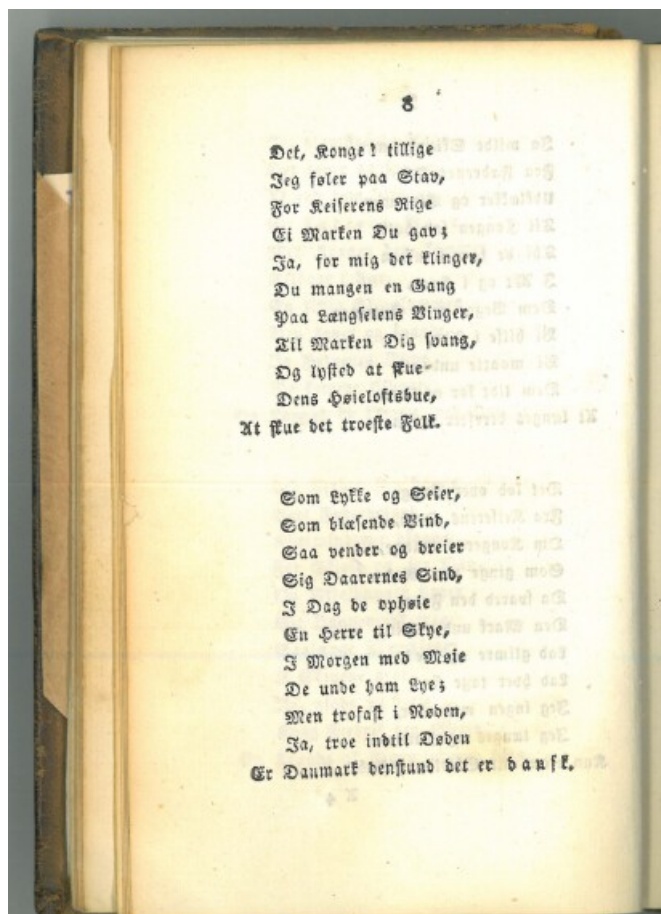 8
Det, Konge! tillige
Jeg føler paa Stav,
For Keiserens Rige
Ei Marken Du gav;
Ja, for mig det klinger,
Du mangen en Gang
Paa Længselens Vinger,
Til Marken Dig svang,
Og lysted at skue
Dens Høieloftsbue,
At skue det troeste Folk.
Som Lykke og Seier,
Som blæsende Vind,
Saa vender og dreier
Sig Daarernes Sind,
I Dag de ophøie
En Herre til Skye,
I Morgen med Møie
De unde ham Lye;
Men trofast i Nøden,
Ja, troe indtil Døden
Er Danmark denstund det er dansk.